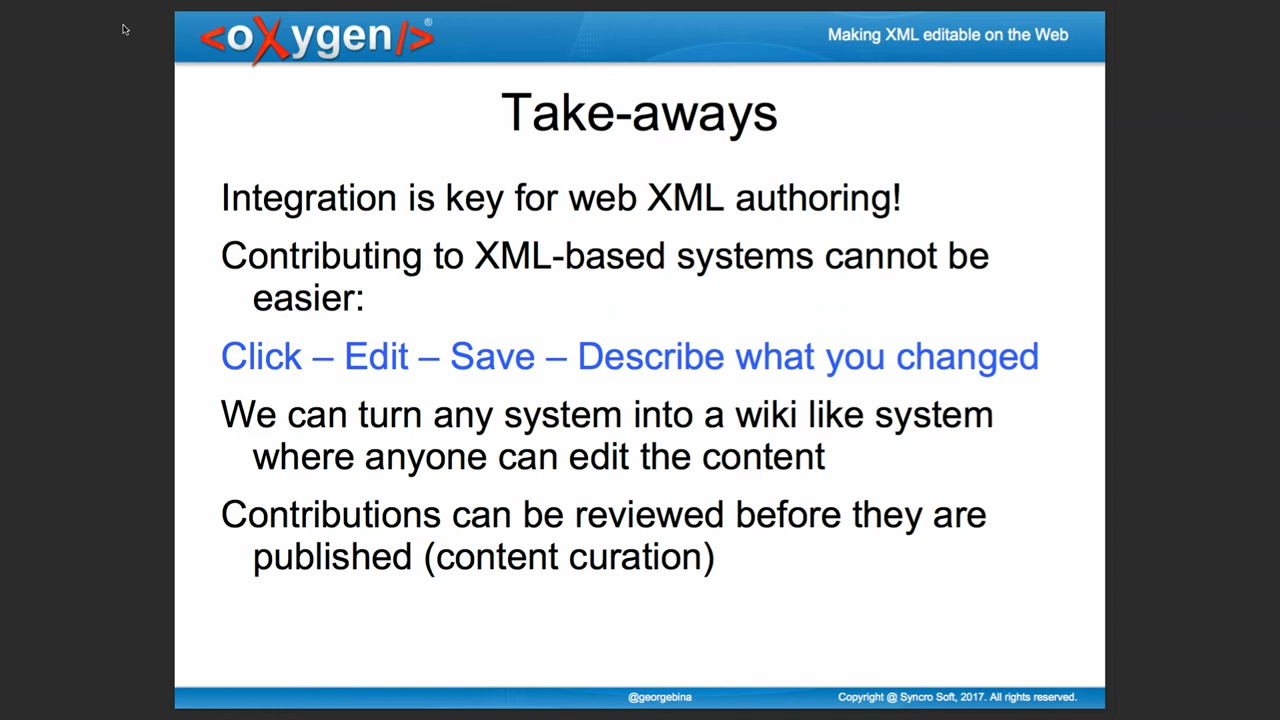 <oXygen/>®
Making XML editable on the Web
Take-aways
Integration is key for web XML authoring!
Contributing to XML-based systems cannot be
easier:
Click – Edit – Save – Describe what you changed
We can turn any system into a wiki like system
where anyone can edit the content
Contributions can be reviewed before they are
published (content curation)
@georgebina
Copyright @ Syncro Soft, 2017. All rights reserved.